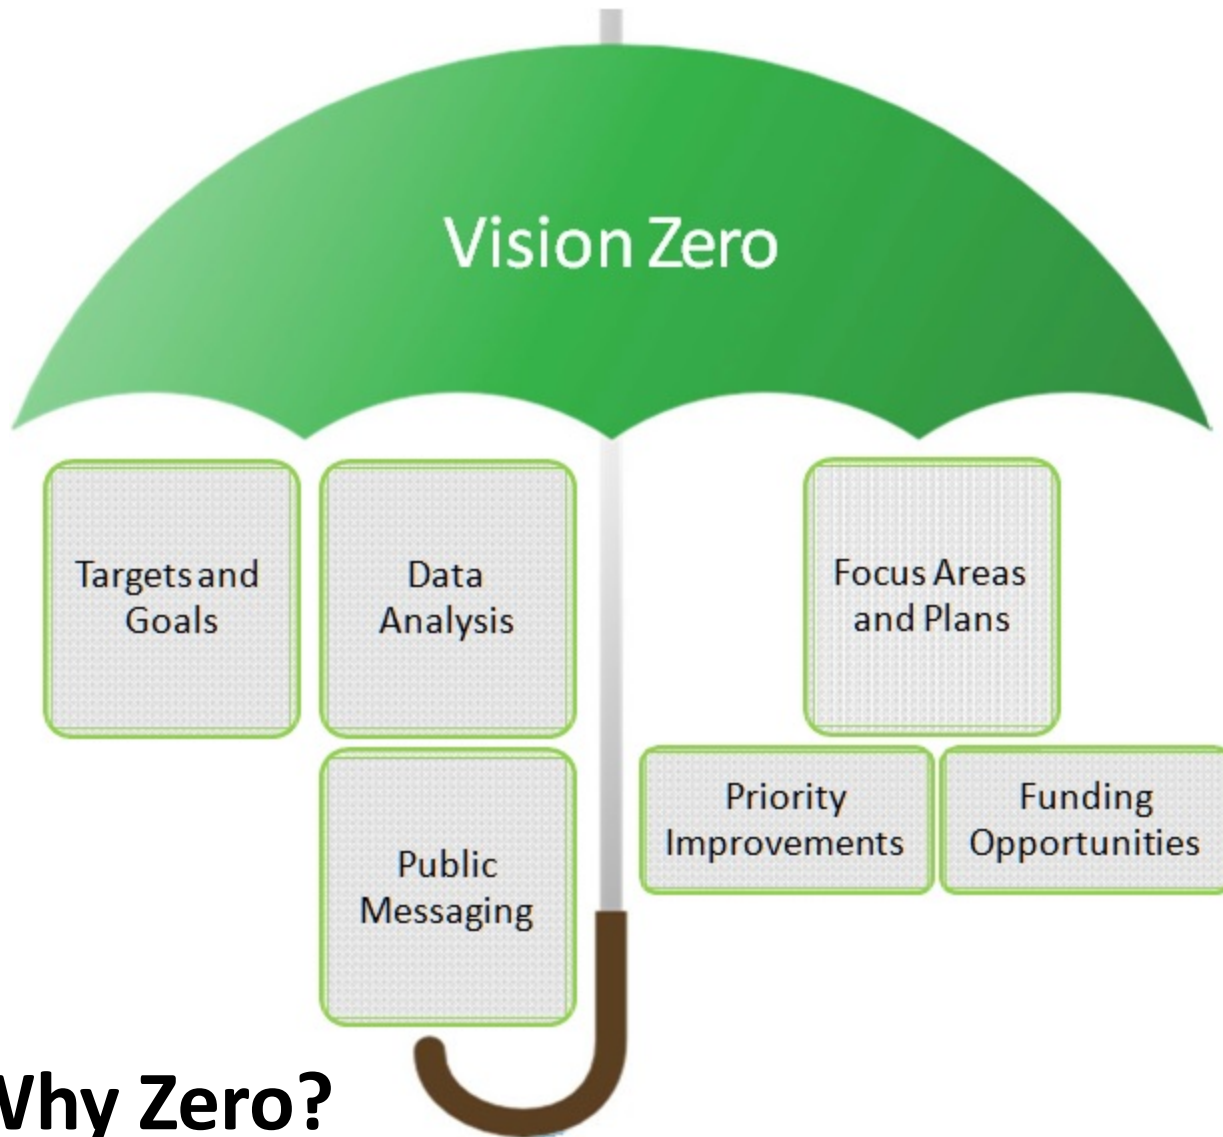 Vision Zero
Targets and
Goals
Data
Analysis
Focus Areas
and Plans
Public
Messaging
Priority
Improvements
Funding
Opportunities
Why Zero?